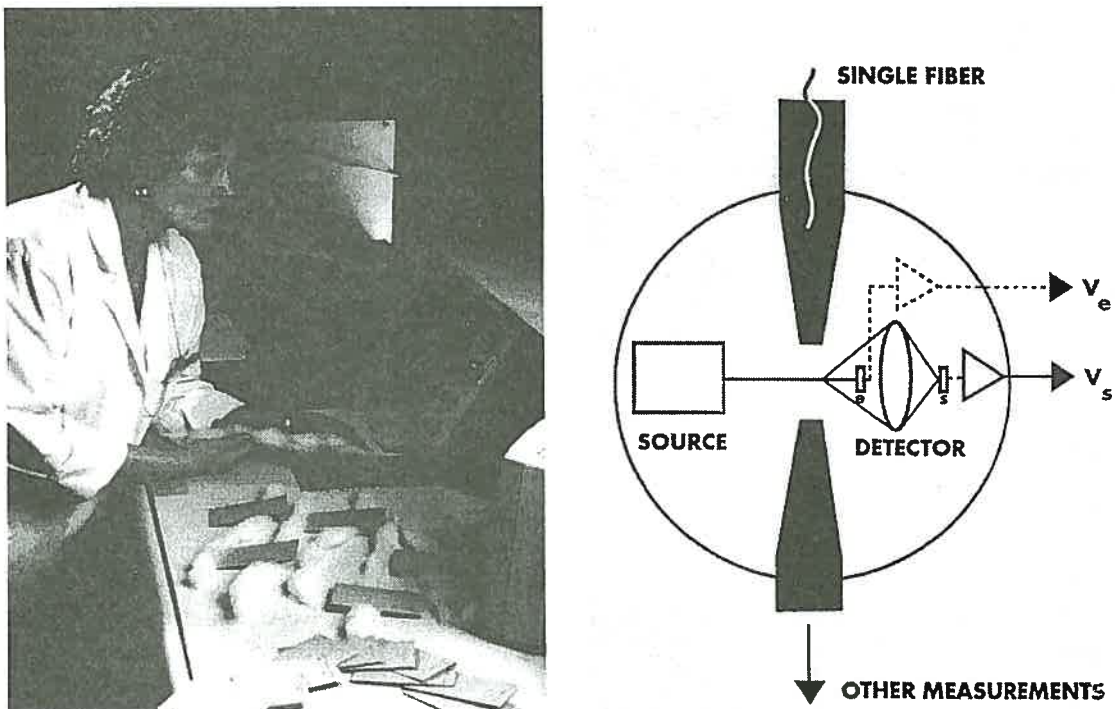 SINGLE FIBER
V e
e
s
V s
SOURCE
DETECTOR
OTHER MEASUREMENTS